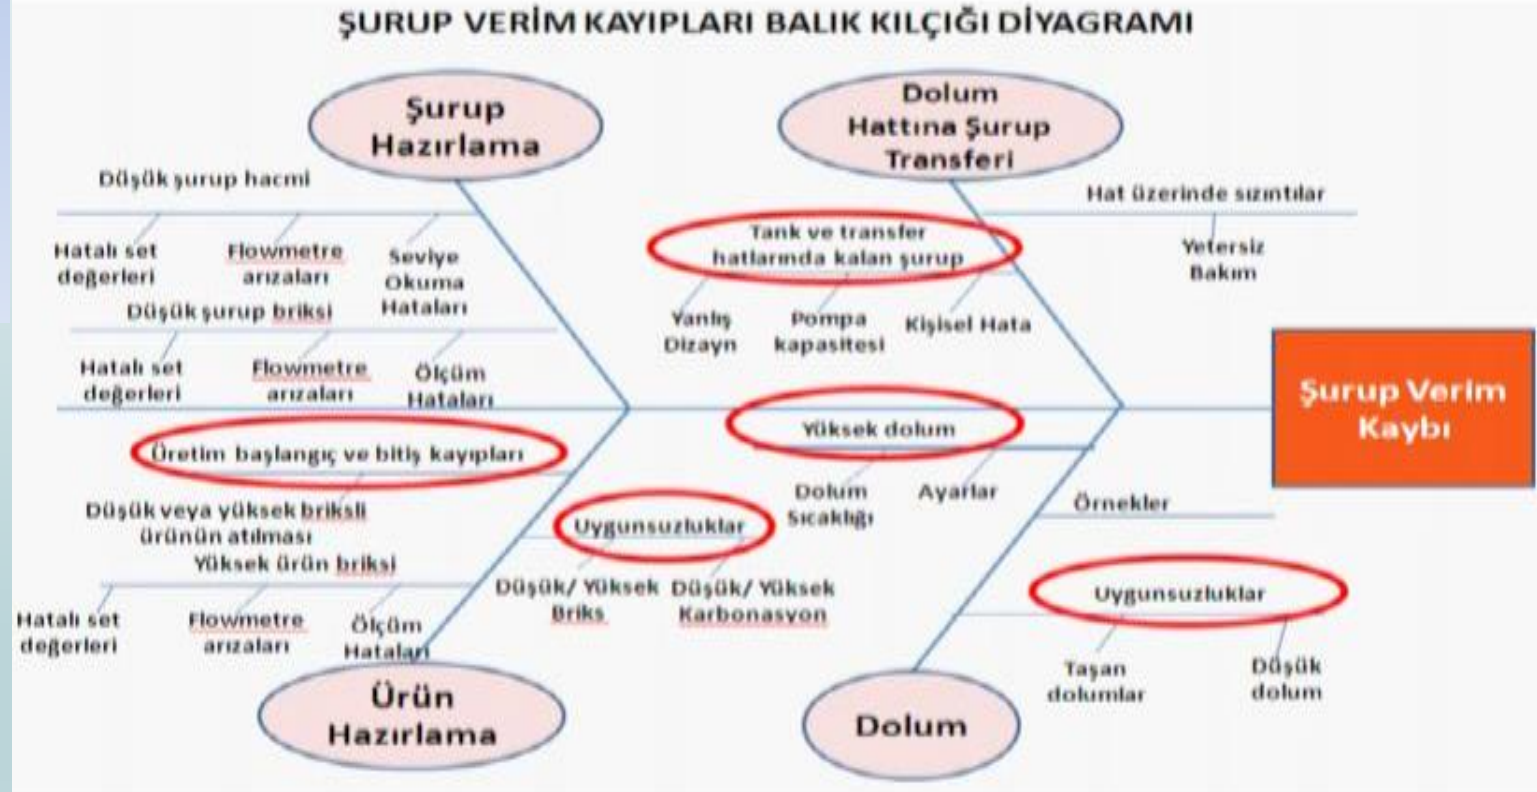 ŞURUP VERİM KAYIPLARI BALIK KILÇIĞI DİYAGRAMI
Şurup
Hazırlama
Düşük şurup hacmi
Hatalı set
değerleri
Flowmetre
arızaları
Seviye
Okuma
Hataları
Düşük şurup briksi
Hatalı set
değerleri
Flowmetre
arızaları
Ölçüm
Hataları
Dolum
Hattına Şurup
Transferi
Hat üzerinde sızıntılar
Yetersiz
Bakım
Tank ve transfer
hatlarında kalan şurup
Yanlış
Dizayn
Pompa
kapasitesi
Kişisel Hata
Şurup Verim
Kaybı
Üretim başlangıç ve bitiş kayıpları
Düşük veya yüksek briksli
ürünün atılması
Uygunsuzluklar
Düşük/ Yüksek
Briks
Düşük/ Yüksek
Karbonasyon
Yüksek ürün briksi
Hatalı set
değerleri
Flowmetre
arızaları
Ölçüm
Hataları
Ürün
Hazırlama
Yüksek dolum
Dolum
Sıcaklığı
Ayarlar
Örnekler
Uygunsuzluklar
Taşan
dolumlar
Düşük
dolum
Dolum